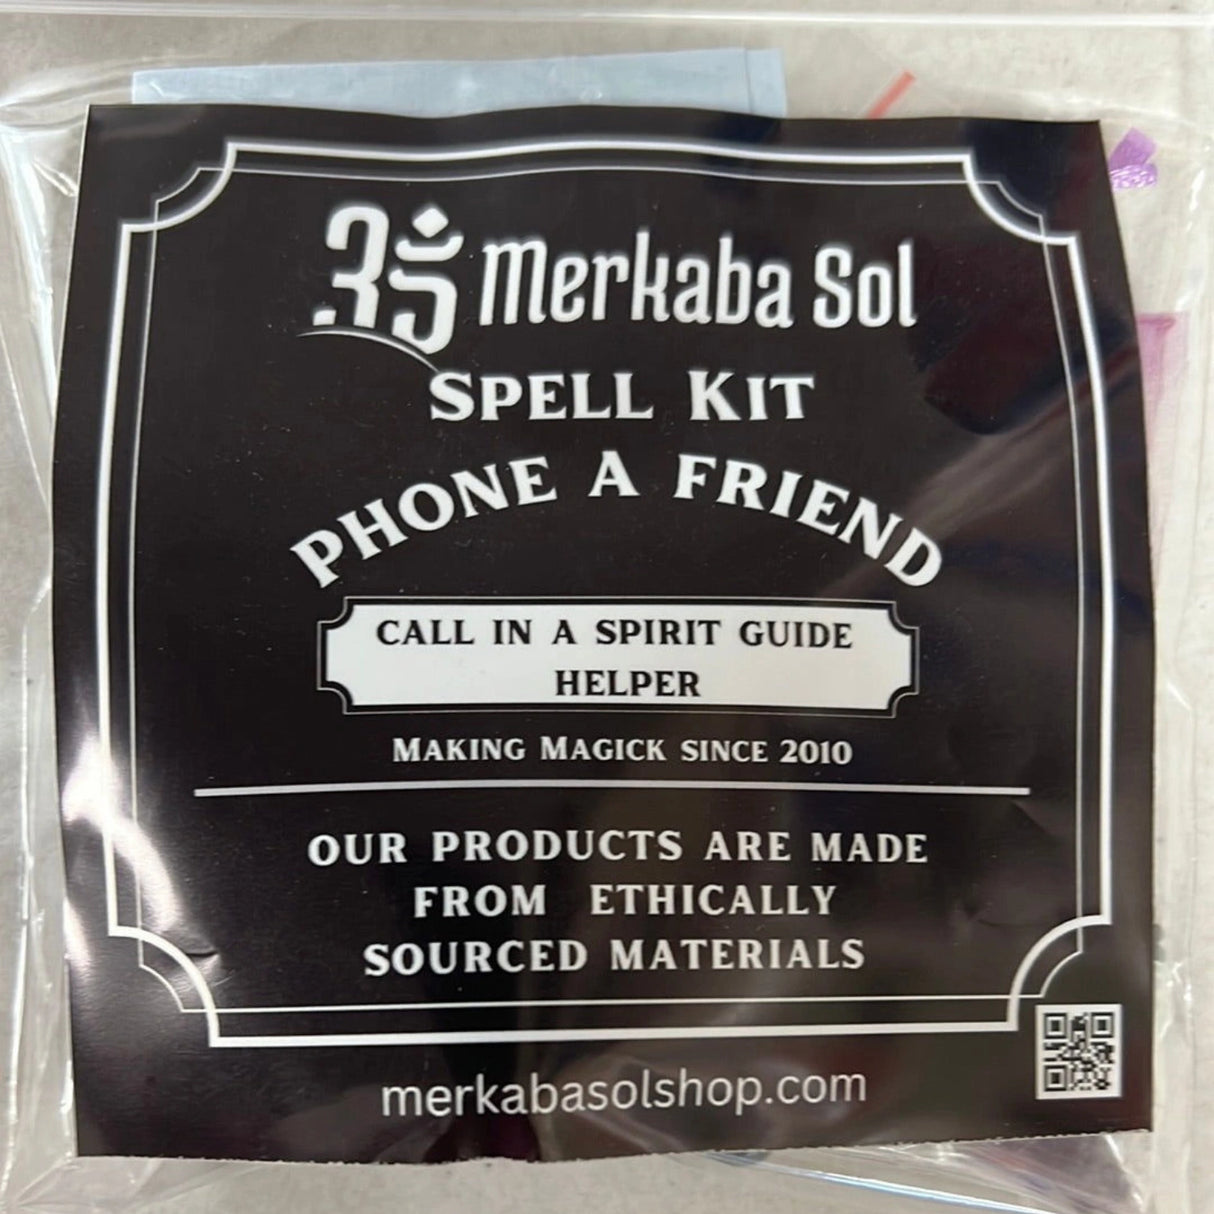 Merkaba Sol
SPELL KIT
PHONE A FRIEND
CALL IN A SPIRIT GUIDE
HELPER
MAKING MAGICK SINCE 2010
OUR PRODUCTS ARE MADE
FROM ETHICALLY
SOURCED MATERIALS
merkabasolshop.com